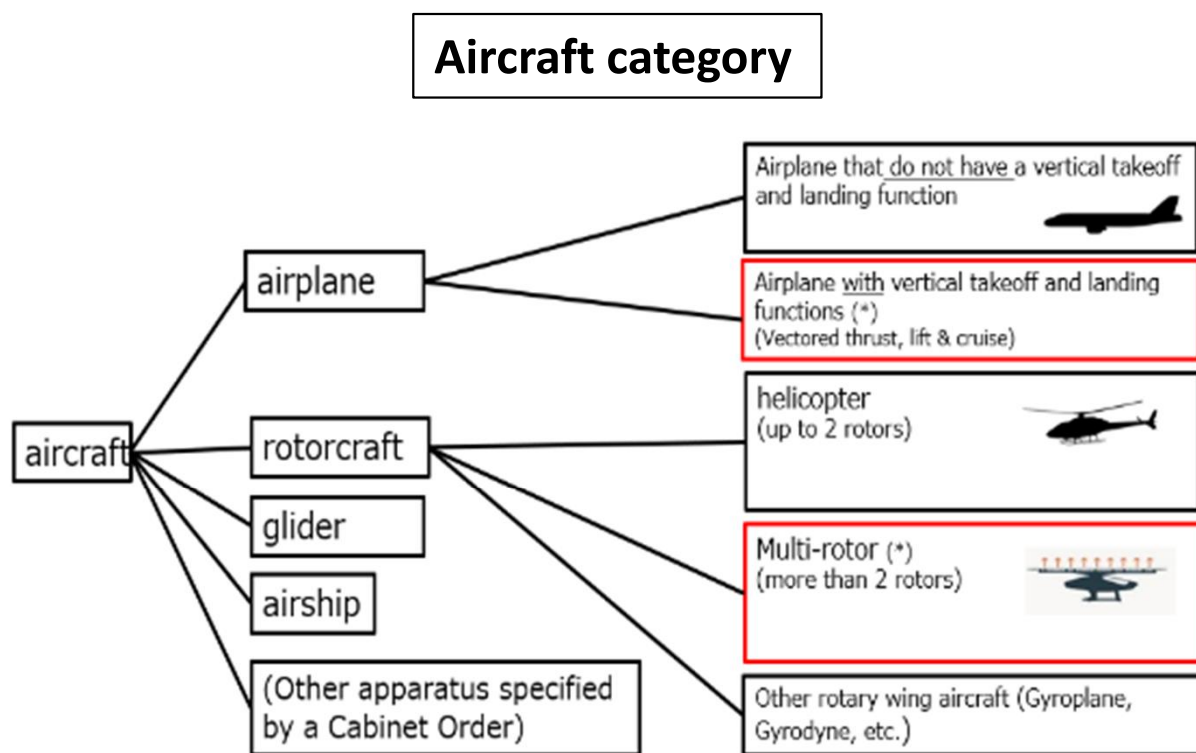 Aircraft category
Airplane that do not have a vertical takeoff
and landing function
airplane
Airplane with vertical takeoff and landing
functions (*)
(Vectored thrust, lift & cruise)
helicopter
(up to 2 rotors)
aircraft
rotorcraft
glider
Multi-rotor (*)
(more than 2 rotors)
airship
(Other apparatus specified
by a Cabinet Order)
Other rotary wing aircraft (Gyroplane,
Gyrodyne, etc.)